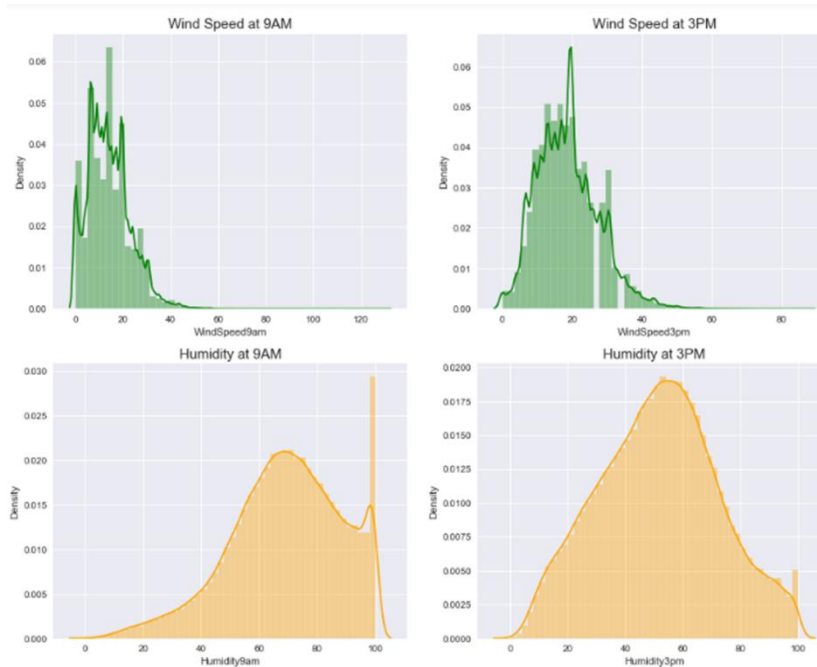 Wind Speed at 9AM
0.06
0.05
0.04
0.03
0.02
0.01
0.00
Density
0 20 40 60 80 100 120
WindSpeed9am
Wind Speed at 3PM
0.06
0.05
0.04
0.03
0.02
0.01
0.00
Density
0 20 40 60 80
WindSpeed3pm
Humidity at 9AM
0.030
0.025
0.020
0.015
0.010
0.005
0.000
Density
0 20 40 60 80 100
Humidity9am
Humidity at 3PM
0.0200
0.0175
0.0150
0.0125
0.0100
0.0075
0.0050
0.0025
0.0000
Density
0 20 40 60 80 100
Humidity3pm